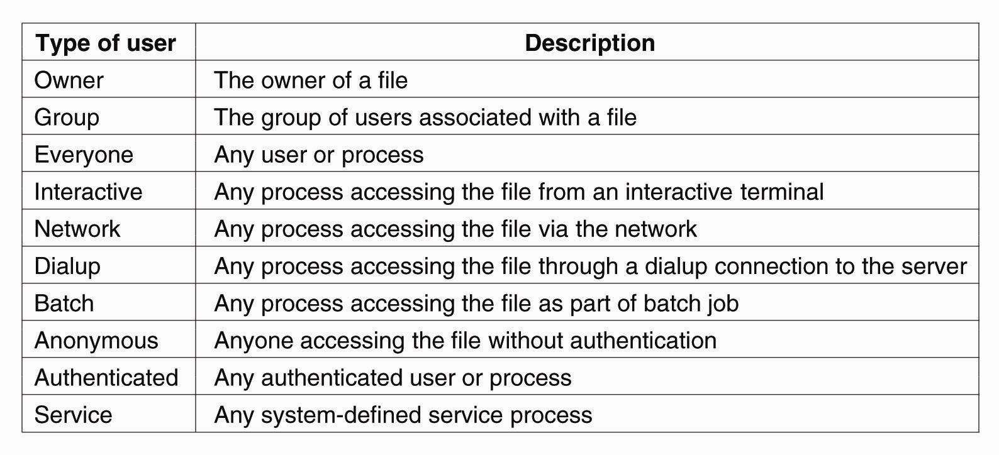 Type of user Description
Owner The owner of a file
Group The group of users associated with a file
Everyone Any user or process
Interactive Any process accessing the file from an interactive terminal
Network Any process accessing the file via the network
Dialup Any process accessing the file through a dialup connection to the server
Batch Any process accessing the file as part of batch job
Anonymous Anyone accessing the file without authentication
Authenticated Any authenticated user or process
Service Any system-defined service process